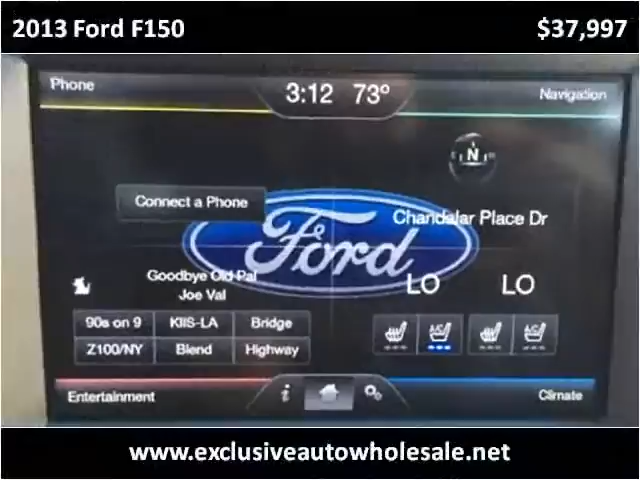 2013 Ford F150
$37,997
Phone
3:12 73°
Navigation
N
Connect a Phone
Chandalar Place Dr
Ford
Goodbye Old Pal
Joe Val
LO LO
90s on 9 KIIS-LA Bridge
Z100/NY Blend Highway
Entertainment
i
Climate
www.exclusiveautowholesale.net